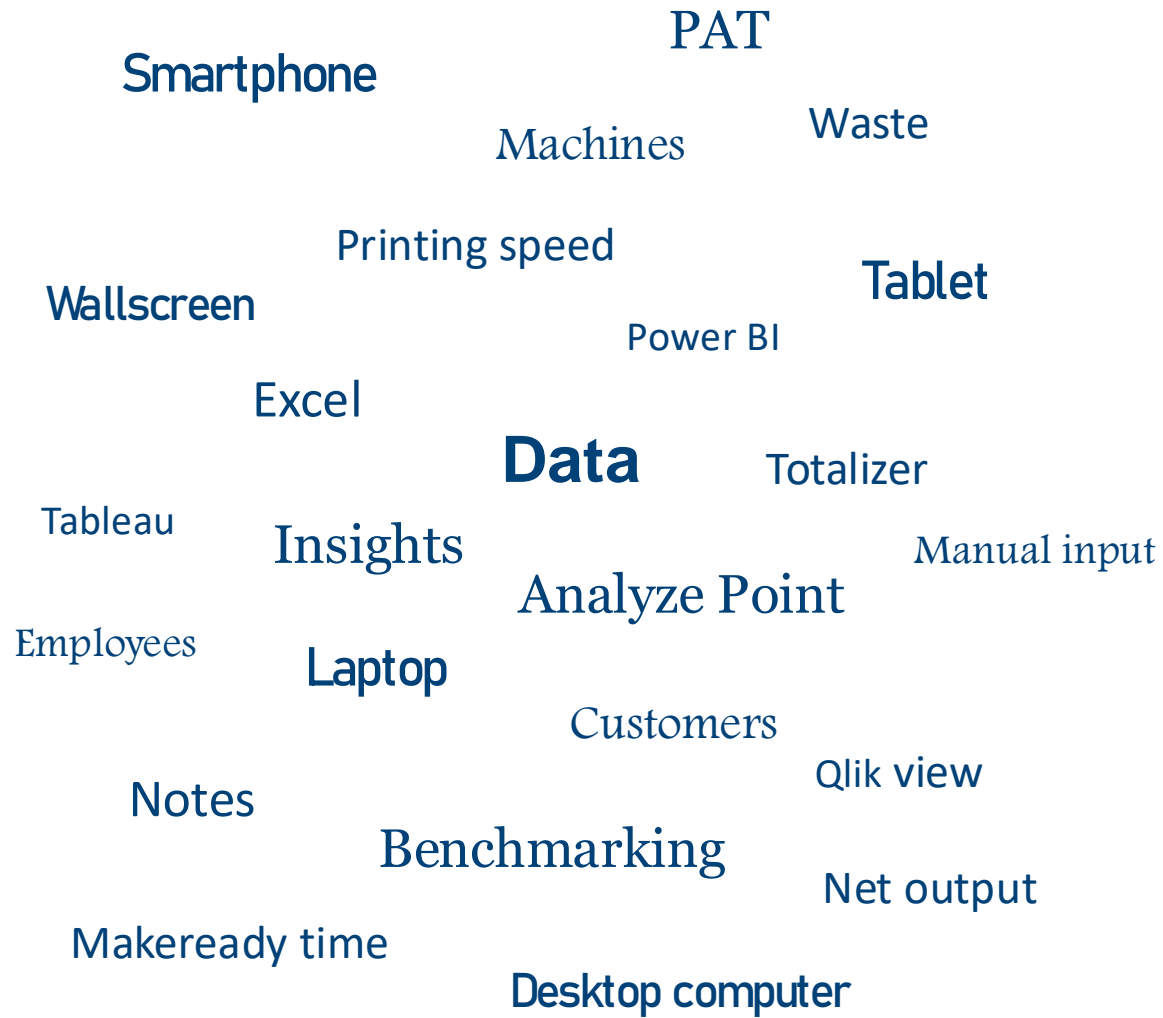 PAT
Smartphone
Waste
Machines
Printing speed
Tablet
Wallscreen
Power BI
Excel
Data
Totalizer
Tableau
Insights
Manual input
Analyze Point
Employees
Laptop
Customers
Qlik view
Notes
Benchmarking
Net output
Makeready time
Desktop computer